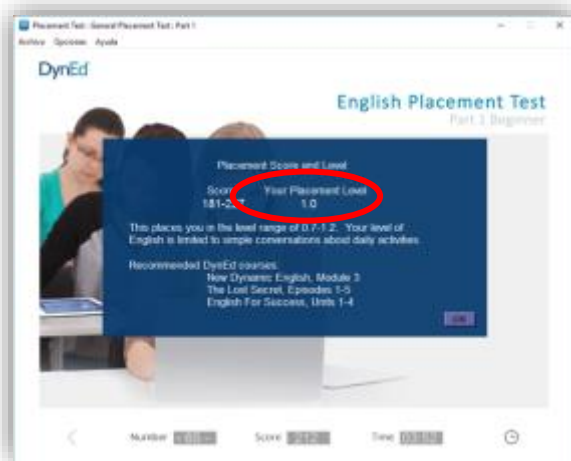 Placement Test: General Placement Test: Part 1
Archivo Opciones Ayuda
DynEd
English Placement Test
Part 1 Beginner
Placement Score and Level
Your Placement Level
1.0
This places you in the level range of 0.7-1.2. Your level of
English is limited to simple conversations about daily activities.
Recommended DynEd courses:
New Dynamic English, Module 3
The Lost Secret, Episodes 1-5
English For Success, Units 1-4
Number
Score 212
Time